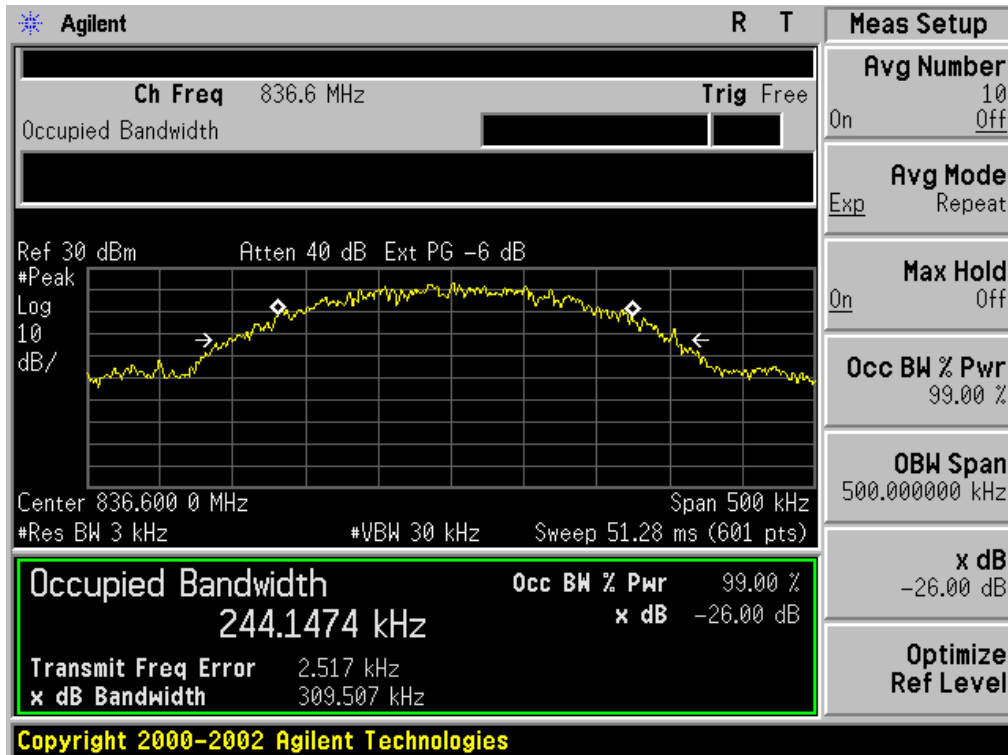 Agilent R T
Ch Freq 836.6 MHz Trig Free
Occupied Bandwidth
Ref 30 dBm Atten 40 dB Ext PG -6 dB
#Peak
Log
10
dB/
Center 836.600 0 MHz Span 500 kHz
#Res BW 3 kHz #VBW 30 kHz Sweep 51.28 ms (601 pts)
Occupied Bandwidth
244.1474 kHz
Occ BW % Pwr 99.00 %
x dB -26.00 dB
Transmit Freq Error 2.517 kHz
x dB Bandwidth 309.507 kHz
Copyright 2000-2002 Agilent Technologies
Meas Setup
Avg Number
10
On Off
Avg Mode
Exp Repeat
Max Hold
On Off
Occ BW % Pwr
99.00 %
OBW Span
500.000000 kHz
x dB
-26.00 dB
Optimize
Ref Level